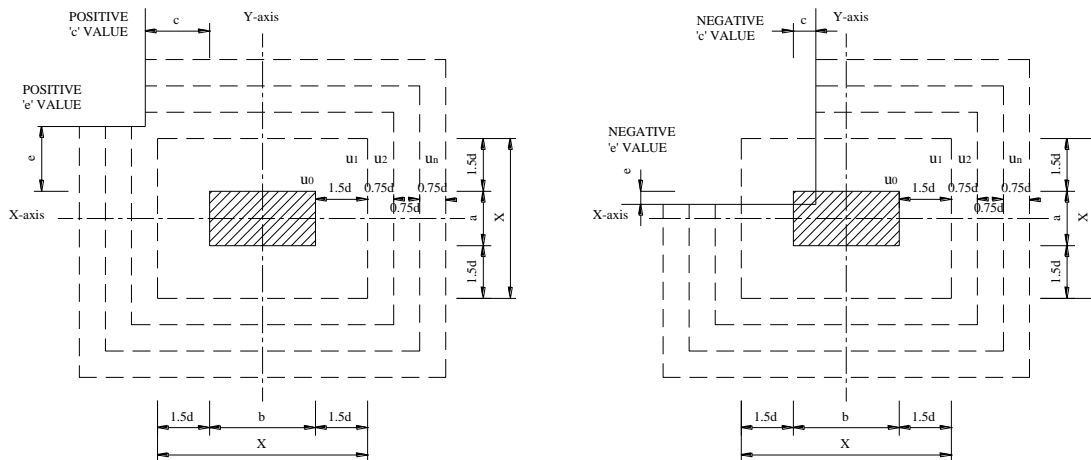 POSITIVE
'c' VALUE
c
Y-axis
POSITIVE
'e' VALUE
e
u1
u2
un
u0
1.5d
0.75d
0.75d
0.75d
X-axis
1.5d
a
X
1.5d
1.5d
b
1.5d
X
NEGATIVE
'c' VALUE
c
Y-axis
NEGATIVE
'e' VALUE
e
u1
u2
un
u0
1.5d
0.75d
0.75d
0.75d
X-axis
1.5d
a
X
1.5d
1.5d
b
1.5d
X